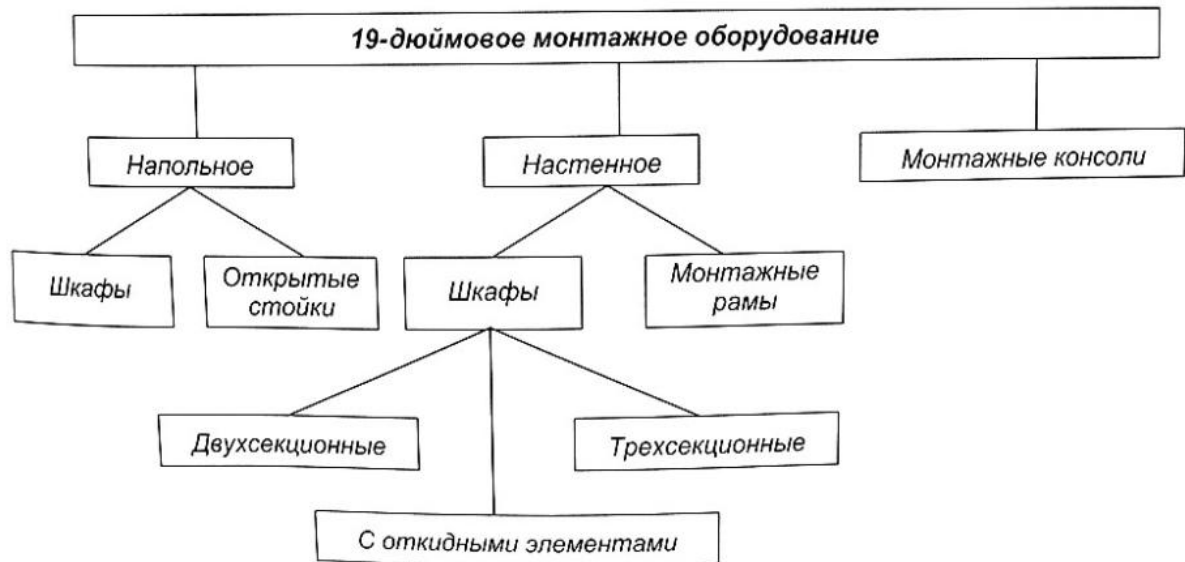 19-дюймовое монтажное оборудование
Напольное
Настенное
Монтажные консоли
Шкафы
Открытые
стойки
Шкафы
Монтажные
рамы
Двухсекционные
Трехсекционные
С откидными элементами